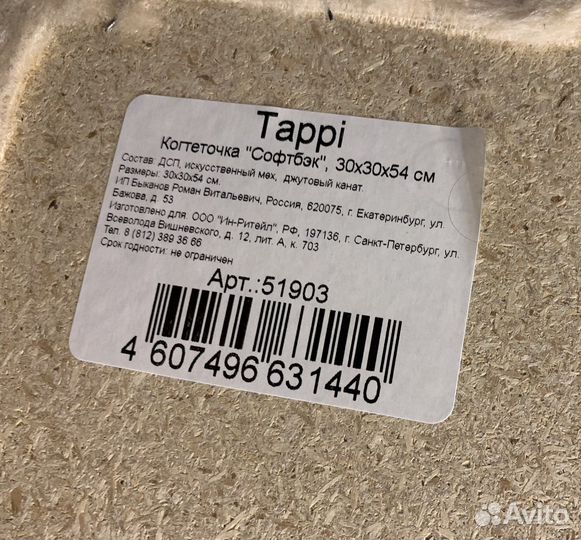 Tappi
Когтеточка "Софтбэк", 30х30х54 см
Состав: ДСП, искусственный мех, джутовый канат.
Размеры: 30х30х54 см.
ИП Быканов Роман Витальевич, Россия, 620075, г. Екатеринбург, ул.
Бажова, д. 53
Изготовлено для: ООО "Ин-Ритейл", РФ, 197136, г. Санкт-Петербург, ул.
Всеволода Вишневского, д. 12, лит. А, к. 703
Тел. 8 (812) 389 36 66
Срок годности: не ограничен
Арт.:51903
4 607496 631440
Avito